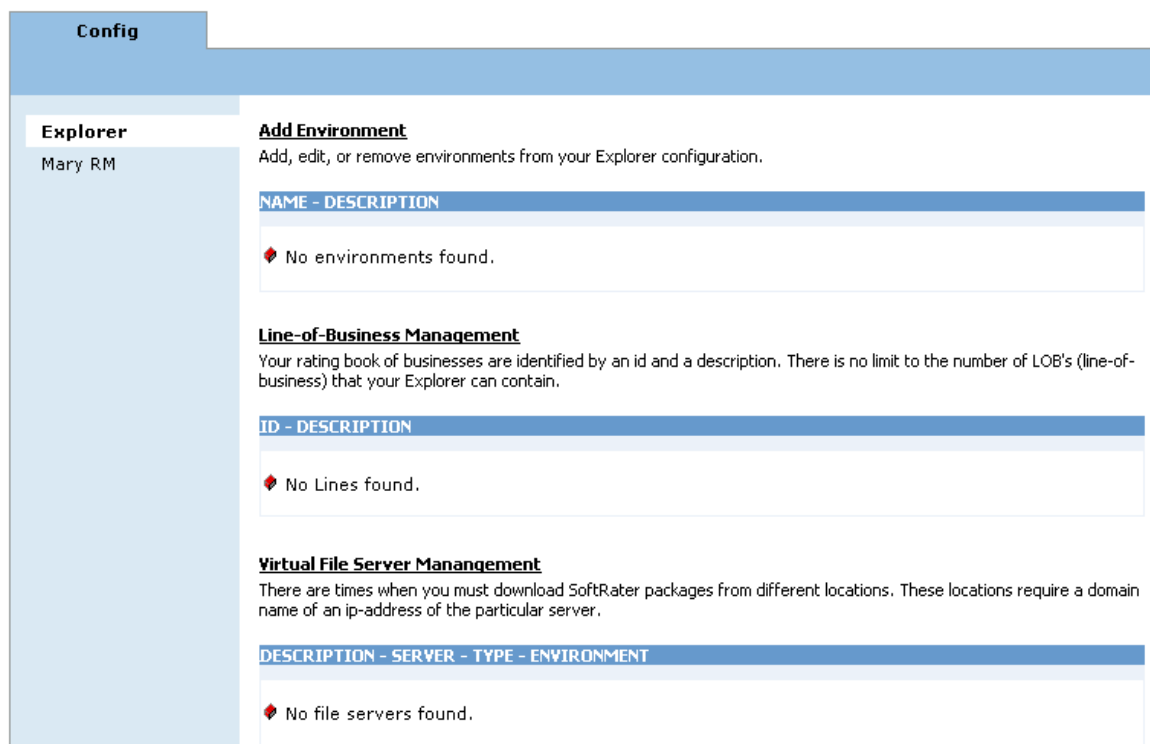 Config
Explorer
Mary RM
Add Environment
Add, edit, or remove environments from your Explorer configuration.
NAME - DESCRIPTION
No environments found.
Line-of-Business Management
Your rating book of businesses are identified by an id and a description. There is no limit to the number of LOB's (line-of-
business) that your Explorer can contain.
ID - DESCRIPTION
No Lines found.
Virtual File Server Manangement
There are times when you must download SoftRater packages from different locations. These locations require a domain
name of an ip-address of the particular server.
DESCRIPTION - SERVER - TYPE - ENVIRONMENT
No file servers found.